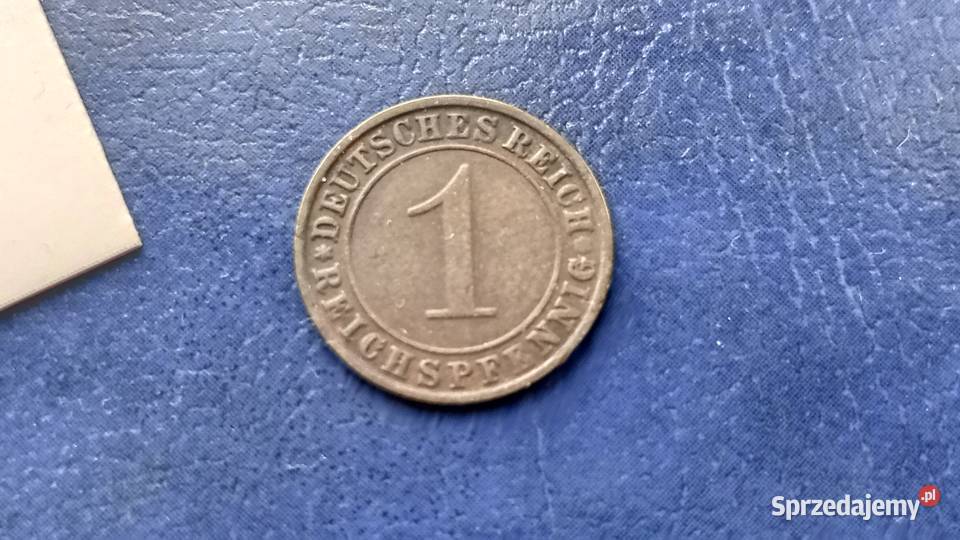 *DEUTSCHES REICH*
1
REICHSPFENNIG
Sprzedajemy.pl